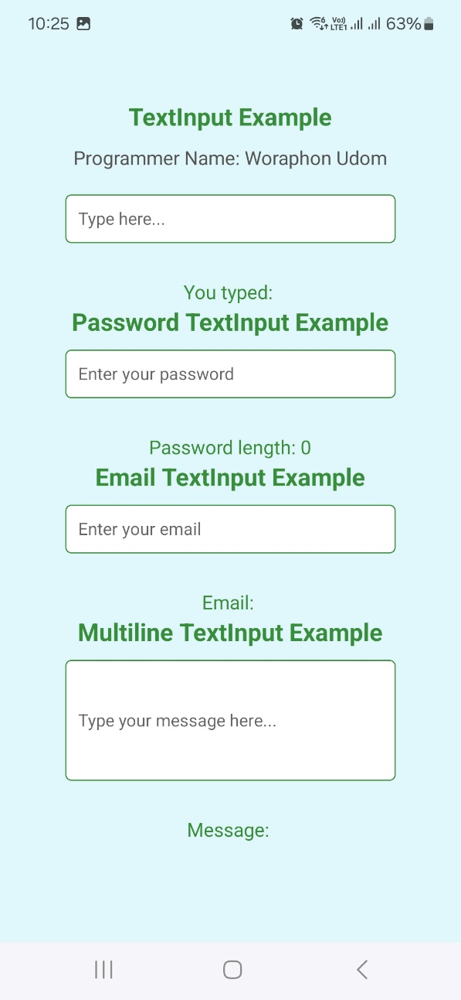 10:25 6 Vo)) LTE1 63%
TextInput Example
Programmer Name: Woraphon Udom
Type here...
You typed:
Password TextInput Example
Enter your password
Password length: 0
Email TextInput Example
Enter your email
Email:
Multiline TextInput Example
Type your message here...
Message: